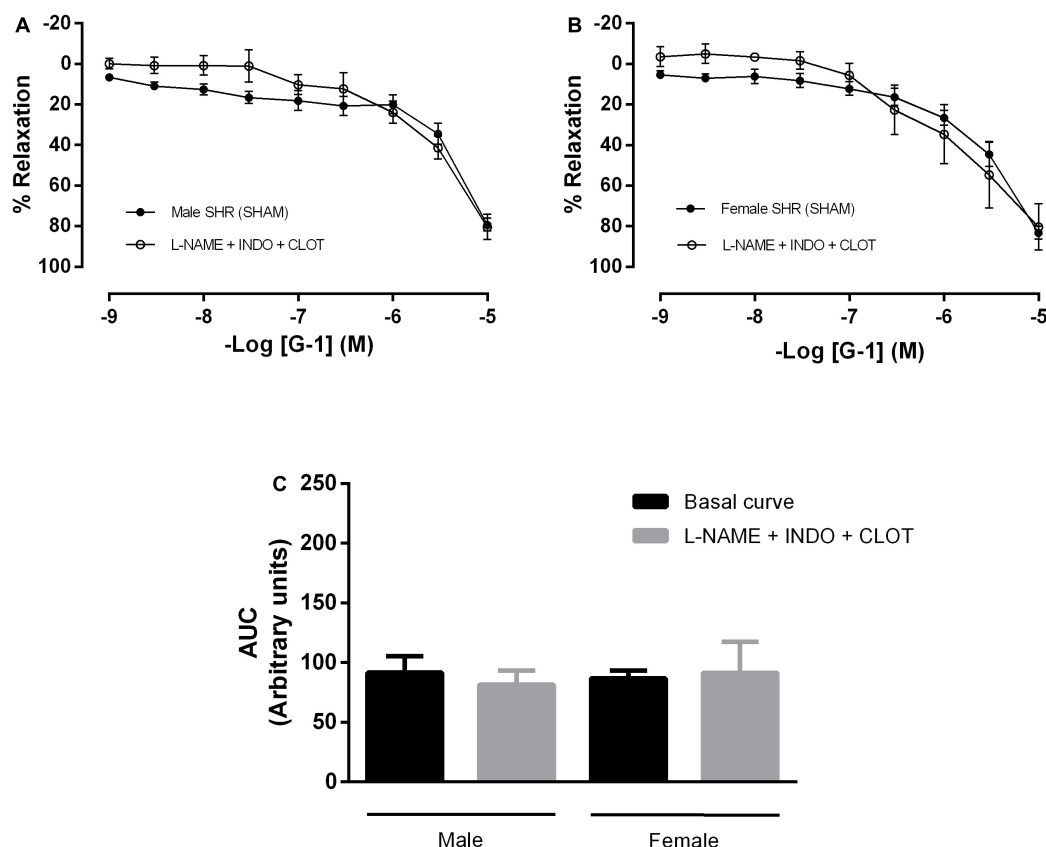 A
-20
0
20
40
60
80
100
% Relaxation
Male SHR (SHAM)
L-NAME + INDO + CLOT
-9 -8 -7 -6 -5
-Log [G-1] (M)
B
-20
0
20
40
60
80
100
% Relaxation
Female SHR (SHAM)
L-NAME + INDO + CLOT
-9 -8 -7 -6 -5
-Log [G-1] (M)
C
250
200
150
100
50
0
AUC
(Arbitrary units)
Basal curve
L-NAME + INDO + CLOT
Male Female